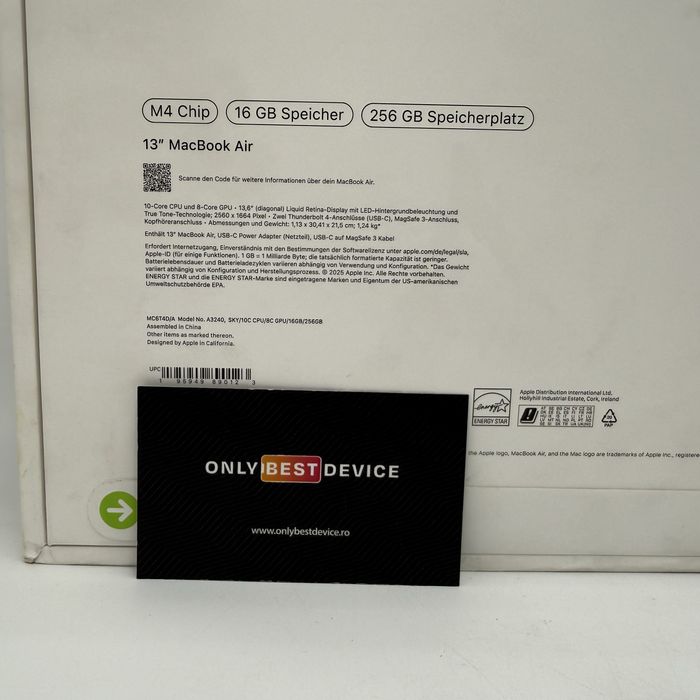 M4 Chip
16 GB Speicher
256 GB Speicherplatz
13″ MacBook Air
Scanne den Code für weitere Informationen über dein MacBook Air.
10-Core CPU und 8-Core GPU • 13,6″ (diagonal) Liquid Retina-Display mit LED-Hintergrundbeleuchtung und
True Tone-Technologie; 2560 x 1664 Pixel • Zwei Thunderbolt 4-Anschlüsse (USB-C), MagSafe 3-Anschluss,
Kopfhöreranschluss • Abmessungen und Gewicht: 1,13 x 30,41 x 21,5 cm; 1,24 kg*
Enthält 13″ MacBook Air, USB-C Power Adapter (Netzteil), USB-C auf MagSafe 3 Kabel
Erfordert Internetzugang, Einverständnis mit den Bestimmungen der Softwarelizenz unter apple.com/de/legal/sla,
Apple-ID (für einige Funktionen). 1 GB = 1 Milliarde Byte; die tatsächlich formatierte Kapazität ist geringer.
Batterielebensdauer und Batterieladezyklen variieren abhängig von Verwendung und Konfiguration. *Das Gewicht
variiert abhängig von Konfiguration und Herstellungsprozess. © 2025 Apple Inc. Alle Rechte vorbehalten.
ENERGY STAR und die ENERGY STAR-Marke sind eingetragene Marken und Eigentum der US-amerikanischen
Umweltschutzbehörde EPA.
MC6T4D/A Model No. A3240, SKY/10C CPU/8C GPU/16GB/256GB
Assembled in China
Other items as marked thereon.
Designed by Apple in California.
UPC
1 95949 89012 3
energy
ENERGY STAR
Apple Distribution International Ltd.
Hollyhill Industrial Estate, Cork, Ireland
PAP
the Apple logo, MacBook Air, and the Mac logo are trademarks of Apple Inc., registere
ONLY BEST DEVICE
www.onlybestdevice.ro